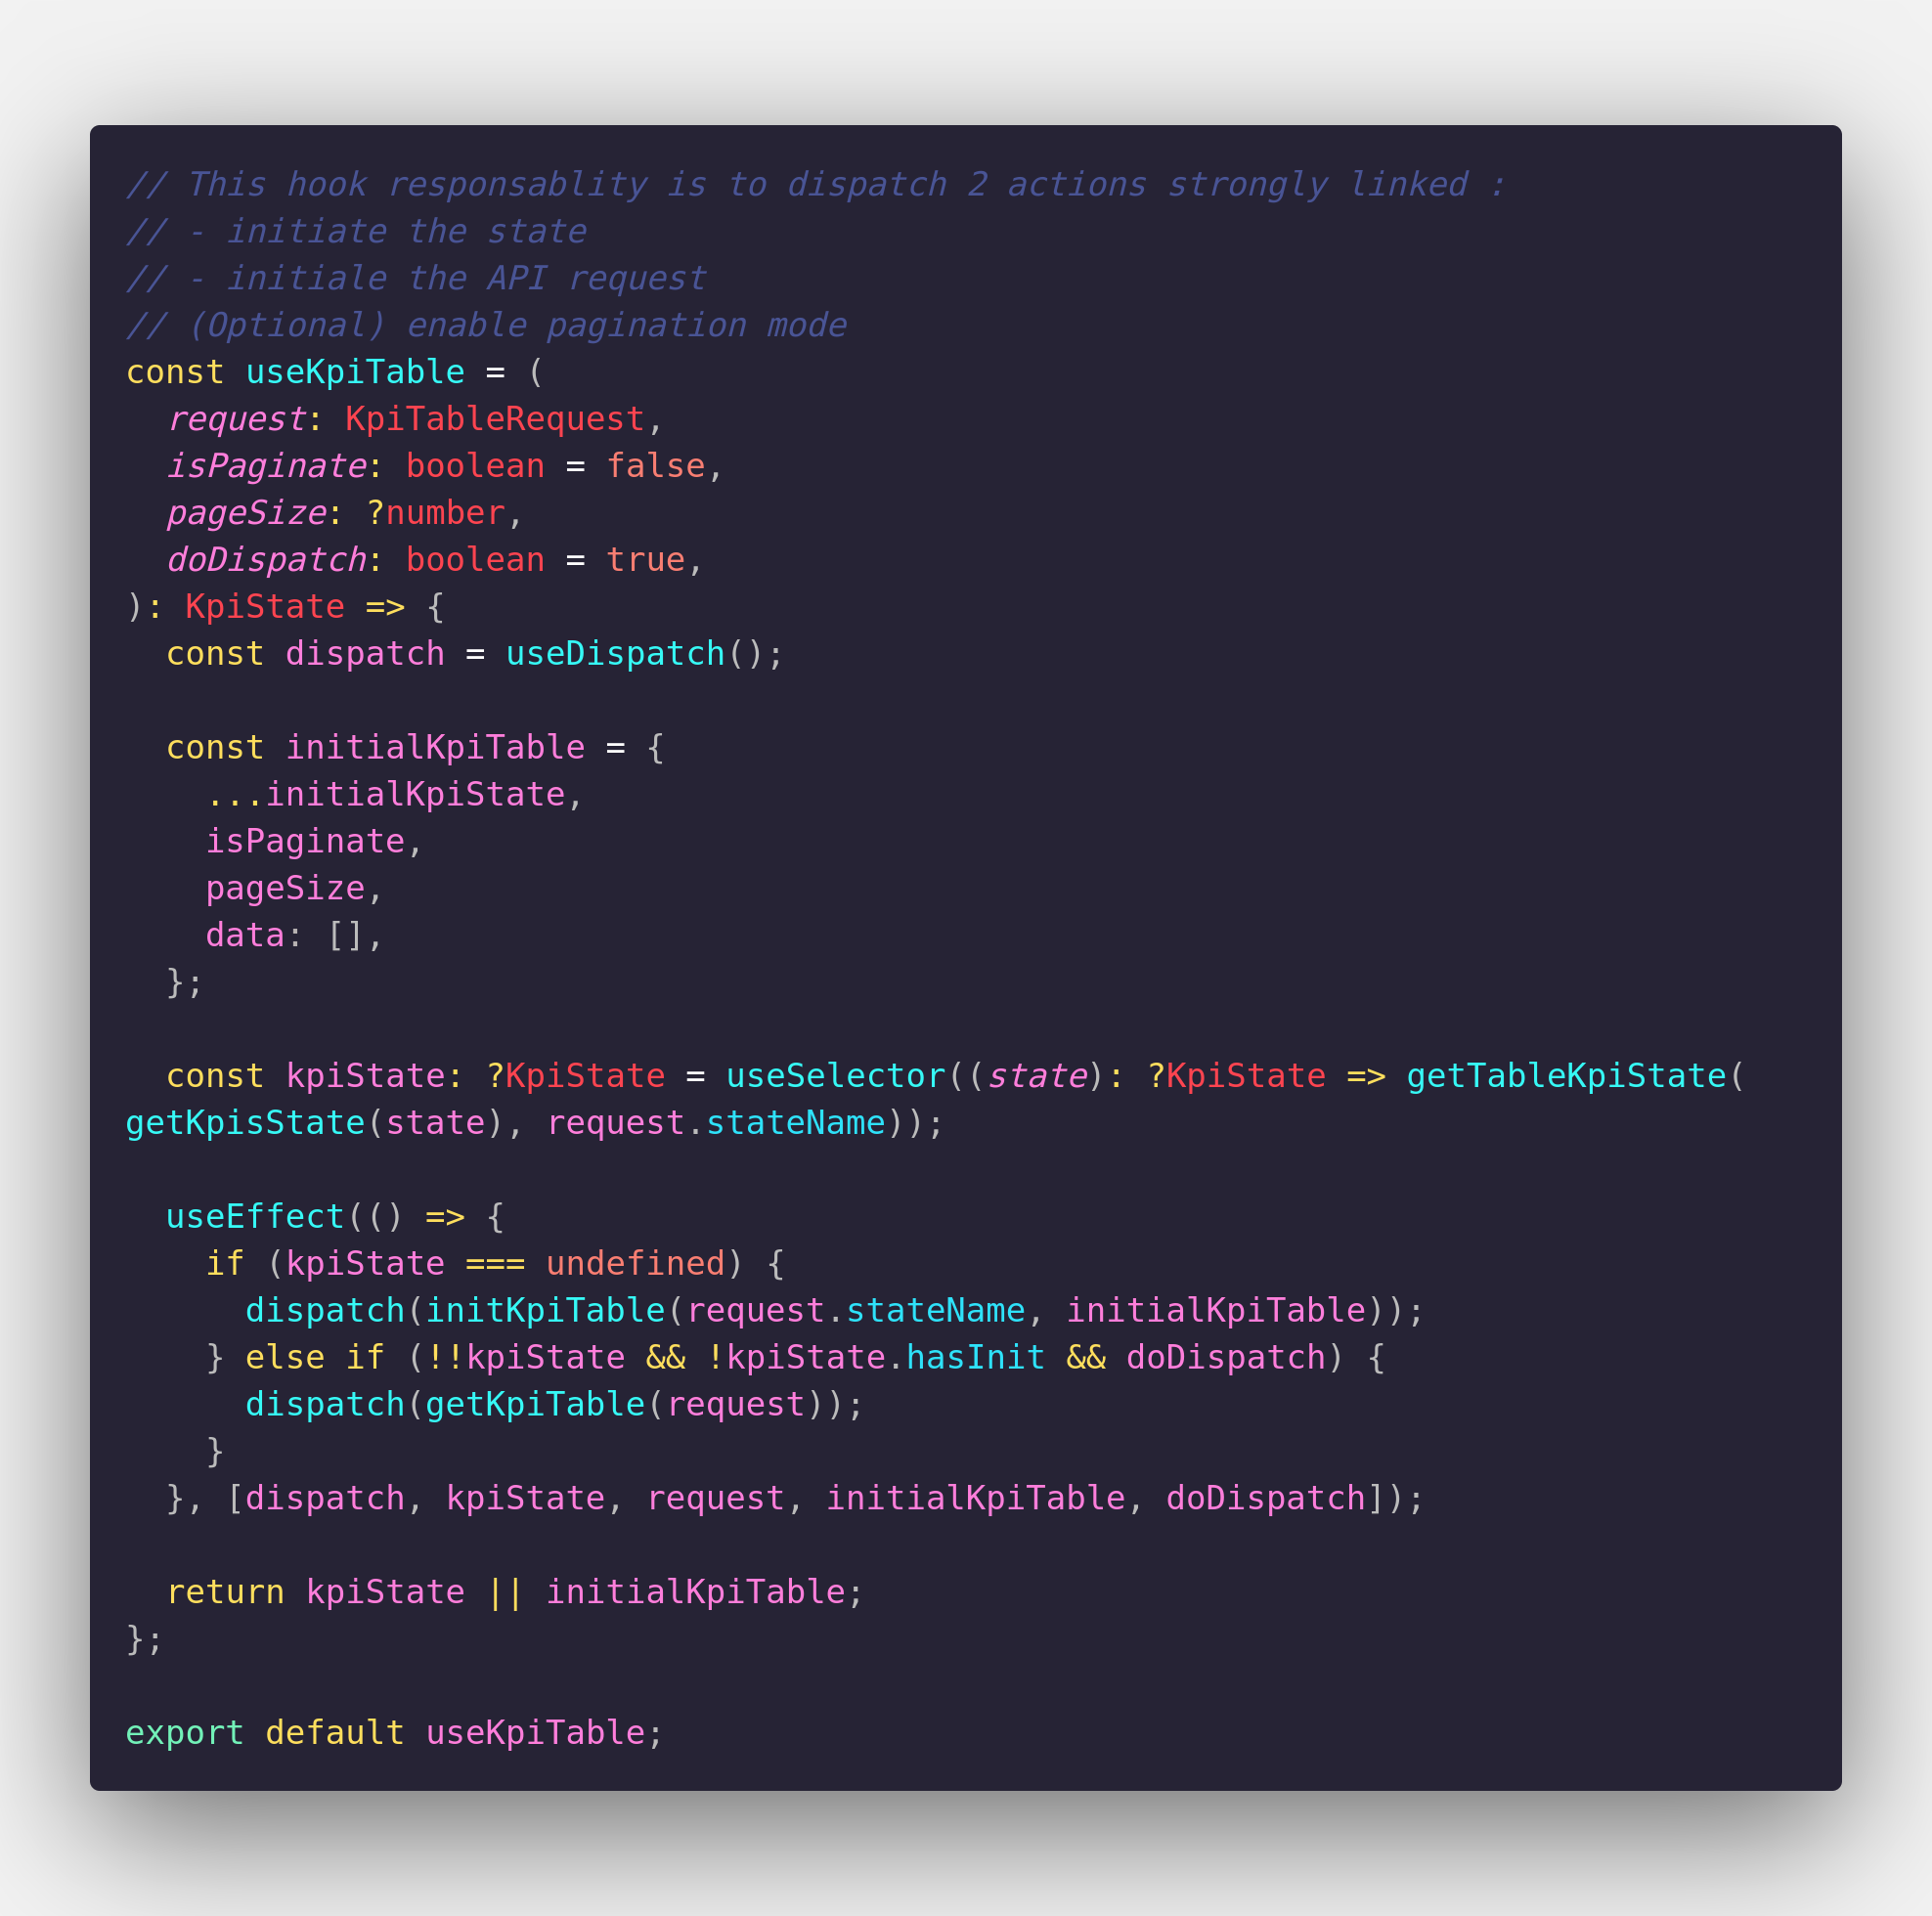 // This hook responsablity is to dispatch 2 actions strongly linked :
// - initiate the state
// - initiale the API request
// (Optional) enable pagination mode
const useKpiTable = (
  request: KpiTableRequest,
  isPaginate: boolean = false,
  pageSize: ?number,
  doDispatch: boolean = true,
): KpiState => {
  const dispatch = useDispatch();

  const initialKpiTable = {
    ...initialKpiState,
    isPaginate,
    pageSize,
    data: [],
  };

  const kpiState: ?KpiState = useSelector((state): ?KpiState => getTableKpiState(
getKpisState(state), request.stateName));

  useEffect(() => {
    if (kpiState === undefined) {
      dispatch(initKpiTable(request.stateName, initialKpiTable));
    } else if (!!kpiState && !kpiState.hasInit && doDispatch) {
      dispatch(getKpiTable(request));
    }
  }, [dispatch, kpiState, request, initialKpiTable, doDispatch]);

  return kpiState || initialKpiTable;
};

export default useKpiTable;